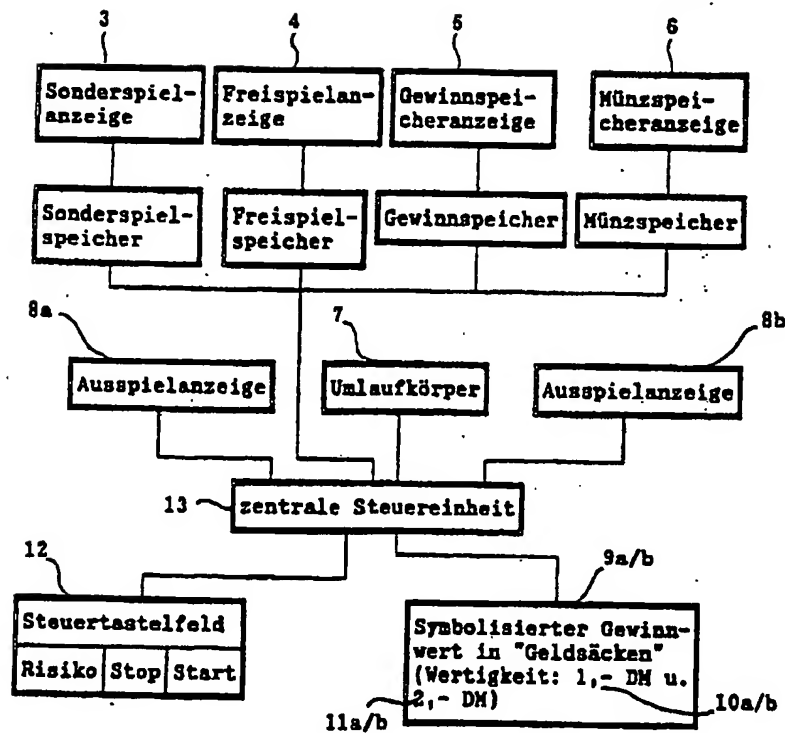 3
4
5
6
Sonderspiel-
anzeige
Freispielan-
zeige
Gewinnspei-
cheranzeige
Münzspei-
cheranzeige
Sonderspiel-
speicher
Freispiel-
speicher
Gewinnspeicher
Münzspeicher
8a
7
8b
Ausspielanzeige
Umlaufkörper
Ausspielanzeige
13
zentrale Steuereinheit
12
9a/b
Steuertastelfeld
Risiko Stop Start
Symbolisierter Gewinn-
wert in "Geldsäcken"
(Wertigkeit: 1,- DM u.
2,- DM)
10a/b
11a/b